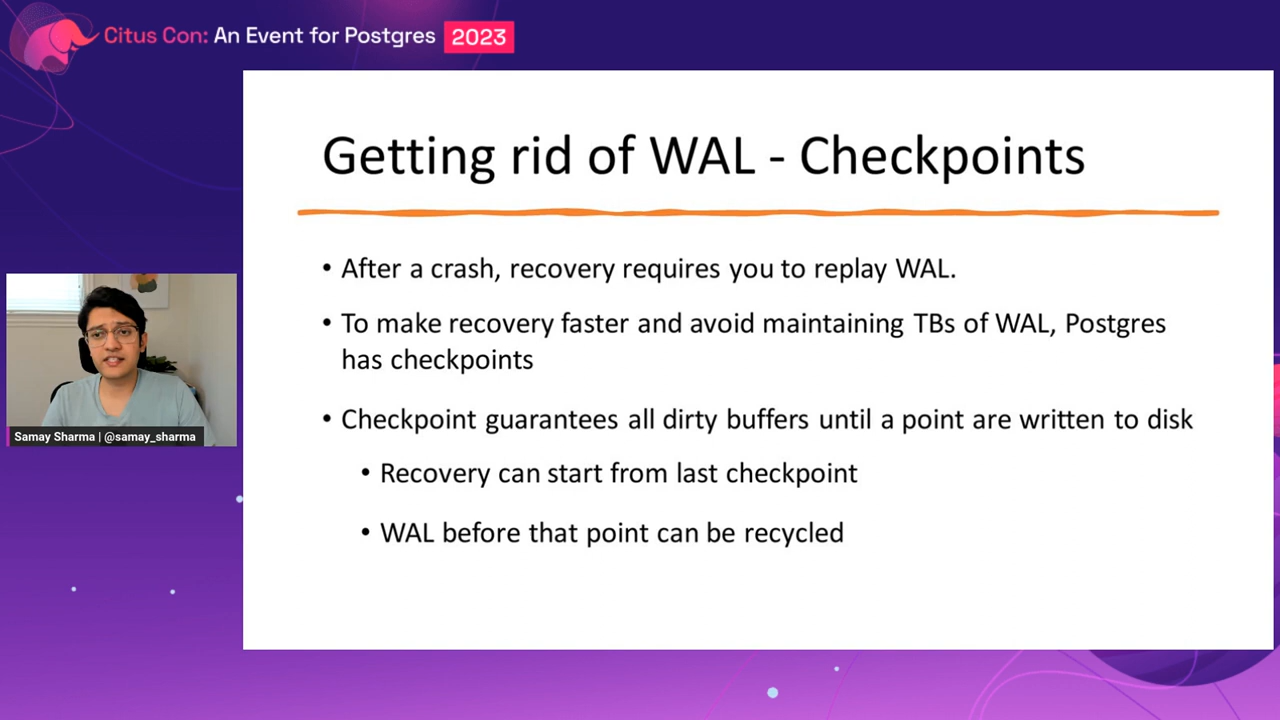 Citus Con: An Event for Postgres 2023
Getting rid of WAL - Checkpoints
• After a crash, recovery requires you to replay WAL.
• To make recovery faster and avoid maintaining TBs of WAL, Postgres
has checkpoints
• Checkpoint guarantees all dirty buffers until a point are written to disk
• Recovery can start from last checkpoint
• WAL before that point can be recycled
Samay Sharma | @samay_sharma